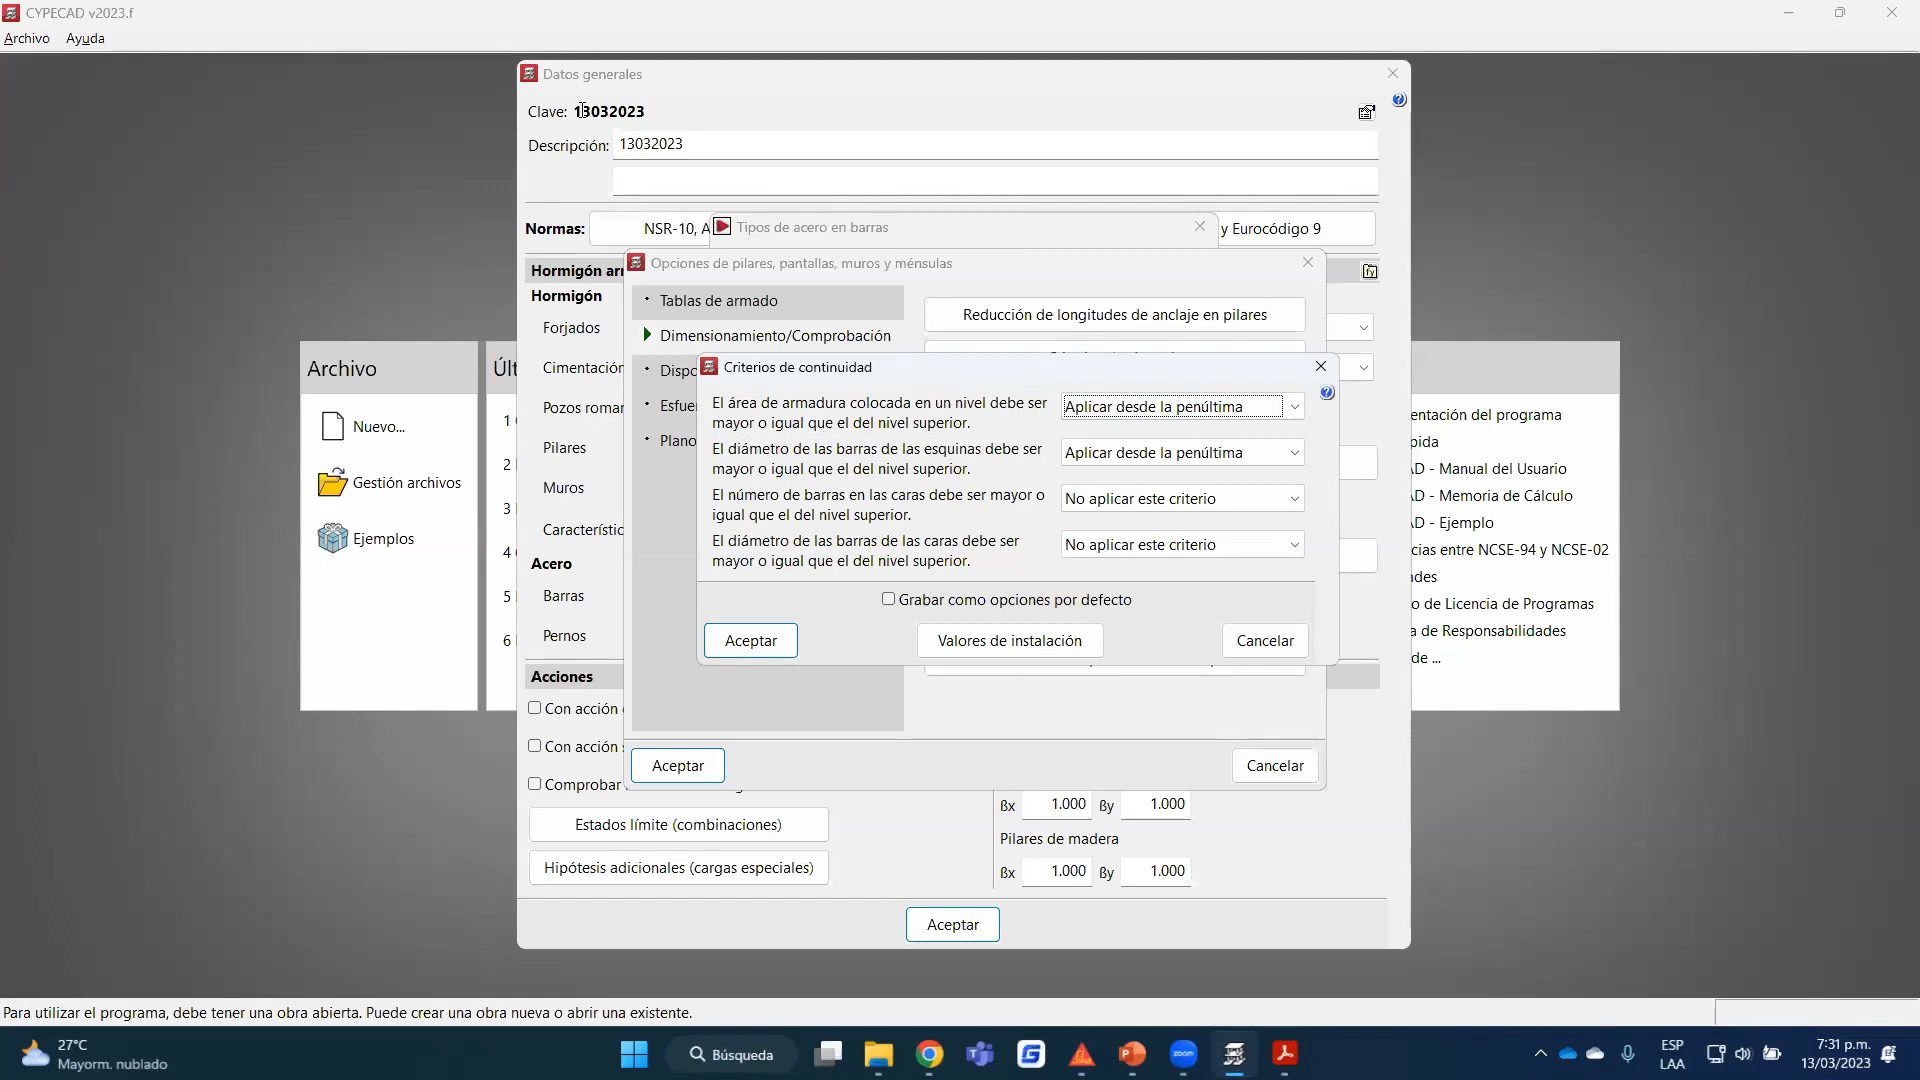 CYPECAD v2023.f
Archivo Ayuda
Datos generales
Clave: 13032023
Descripción: 13032023
Normas: NSR-10, A
y Eurocódigo 9
Tipos de acero en barras
Opciones de pilares, pantallas, muros y ménsulas
Hormigón
Hormigón
Forjados
Cimentación
Pozos
Pilares
Muros
Acero
Barras
Pernos
Tablas de armado
Dimensionamiento/Comprobación
Reducción de longitudes de anclaje en pilares
Criterios de continuidad
El área de armadura colocada en un nivel debe ser
mayor o igual que el del nivel superior.
Aplicar desde la penúltima
El diámetro de las barras de las esquinas debe ser
mayor o igual que el del nivel superior.
Aplicar desde la penúltima
El número de barras en las caras debe ser mayor o
igual que el del nivel superior.
No aplicar este criterio
El diámetro de las barras de las caras debe ser
mayor o igual que el del nivel superior.
No aplicar este criterio
Grabar como opciones por defecto
Aceptar Valores de instalación Cancelar
Aceptar Cancelar
Acciones
Con acción
Con acción
Comprobar
Estados límite (combinaciones)
Hipótesis adicionales (cargas especiales)
ßx 1.000 ßy 1.000
Pilares de madera
ßx 1.000 ßy 1.000
Aceptar
Archivo
Nuevo...
Gestión archivos
Ejemplos
Últ
1
2
3
4
5
6
entación del programa
pida
AD - Manual del Usuario
AD - Memoria de Cálculo
AD - Ejemplo
cias entre NCSE-94 y NCSE-02
des
o de Licencia de Programas
a de Responsabilidades
de ...
Para utilizar el programa, debe tener una obra abierta. Puede crear una obra nueva o abrir una existente.
27°C
Mayorm. nublado
Búsqueda
zoom
ESP
LAA
7:31 p.m.
13/03/2023